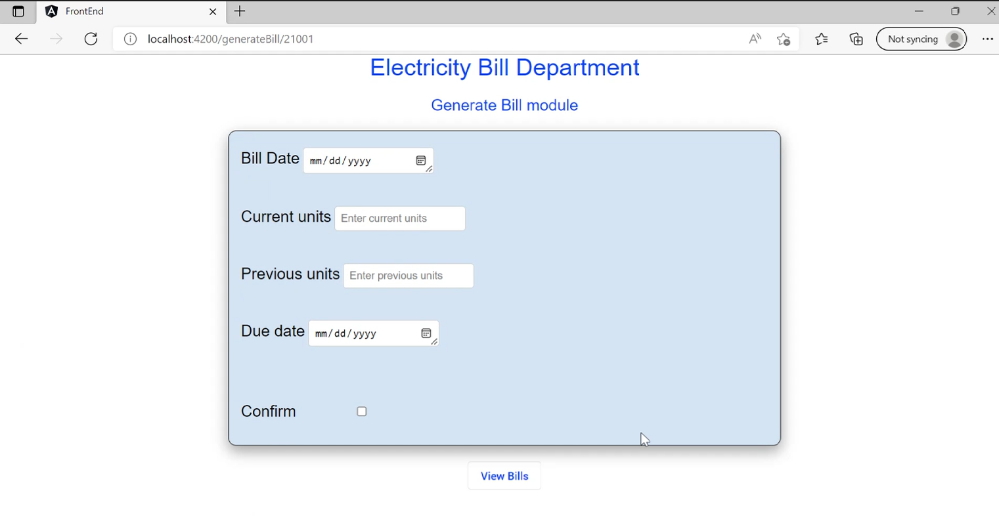 FrontEnd
localhost:4200/generateBill/21001
Not syncing
Electricity Bill Department
Generate Bill module
Bill Date mm/dd/yyyy
Current units Enter current units
Previous units Enter previous units
Due date mm/dd/yyyy
Confirm
View Bills